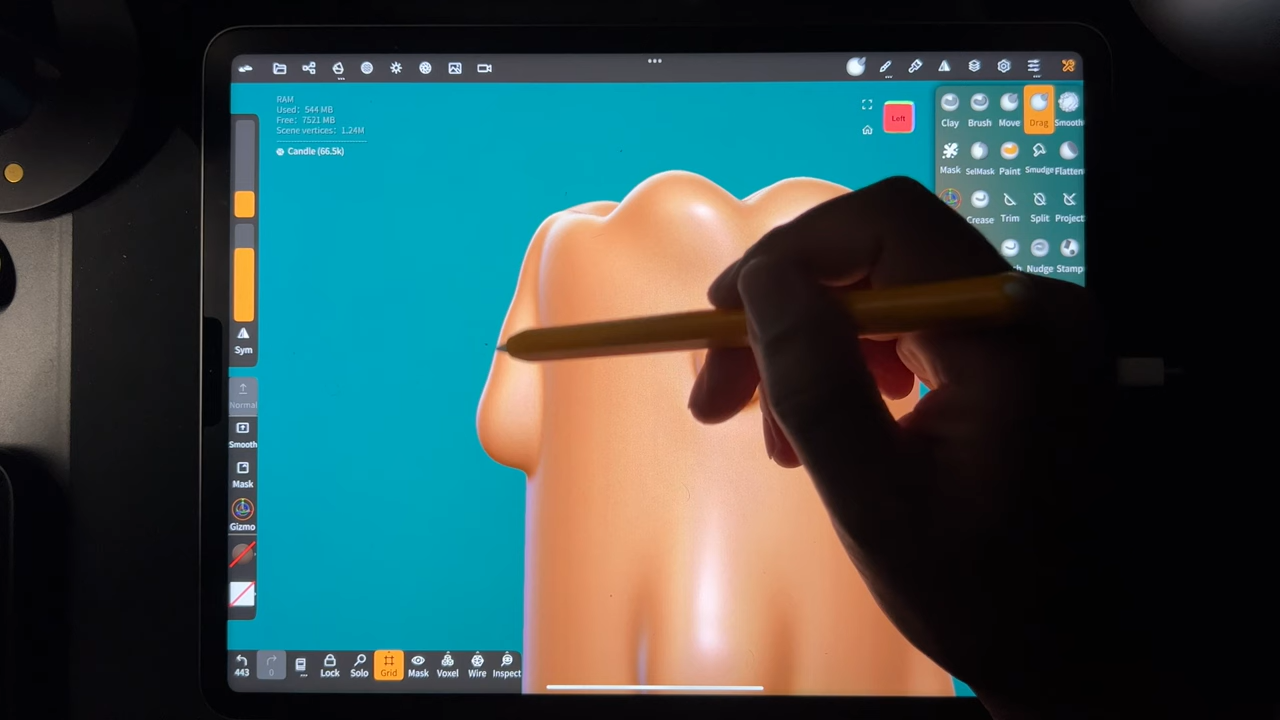 RAM
Used: 544 MB
Free: 7521 MB
Scene vertices: 1.24M
Candle (66.5k)
Left
Clay Brush Move Drag Smooth
Mask SelMask Paint Smudge Flatten
Crease Trim Split Project
Nudge Stamp
Sym
Normal
Smooth
Mask
Gizmo
443 0 Lock Solo Grid Mask Voxel Wire Inspect